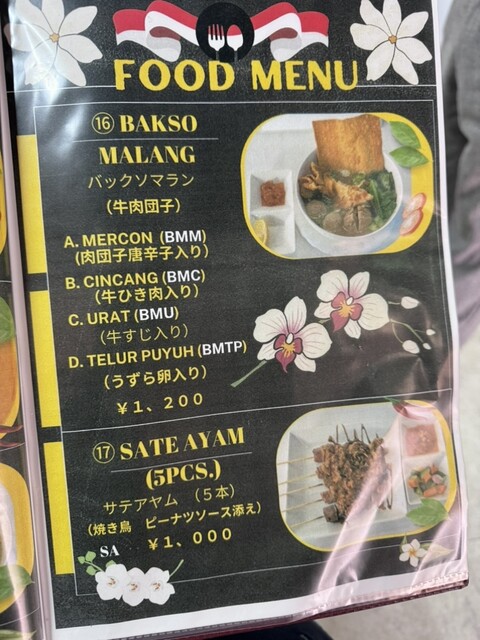 FOOD MENU
⑯ BAKSO
MALANG
バックソマラン
(牛肉団子)
A. MERCON (BMM)
(肉団子唐辛子入り)
B. CINCANG (BMC)
(牛ひき肉入り)
C. URAT (BMU)
(牛すじ入り)
D. TELUR PUYUH (BMTP)
(うずら卵入り)
￥１、２００
⑰ SATE AYAM
(5PCS.)
サテアヤム （５本）
(焼き鳥 ピーナツソース添え)
SA ￥１、０００